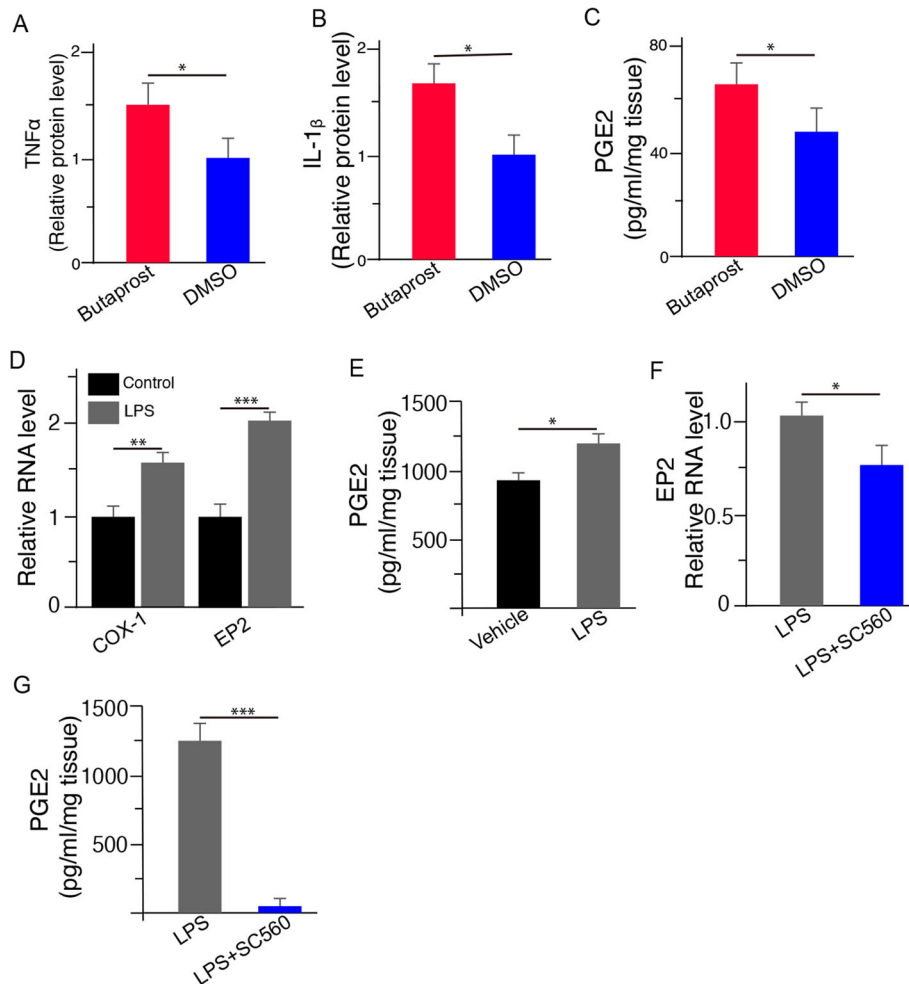 A
TNFα
(Relative protein level)
2
1
0
*
Butaprost
DMSO
B
IL-1β
(Relative protein level)
2
1
0
*
Butaprost
DMSO
C
PGE2
(pg/ml/mg tissue)
80
40
0
*
Butaprost
DMSO
D
Relative RNA level
2
1
0
Control
LPS
**
***
COX-1
EP2
E
PGE2
(pg/ml/mg tissue)
1500
1000
500
*
Vehicle
LPS
F
EP2
Relative RNA level
1.0
0.5
0
*
LPS
LPS+SC560
G
PGE2
(pg/ml/mg tissue)
1500
1000
500
***
LPS
LPS+SC560